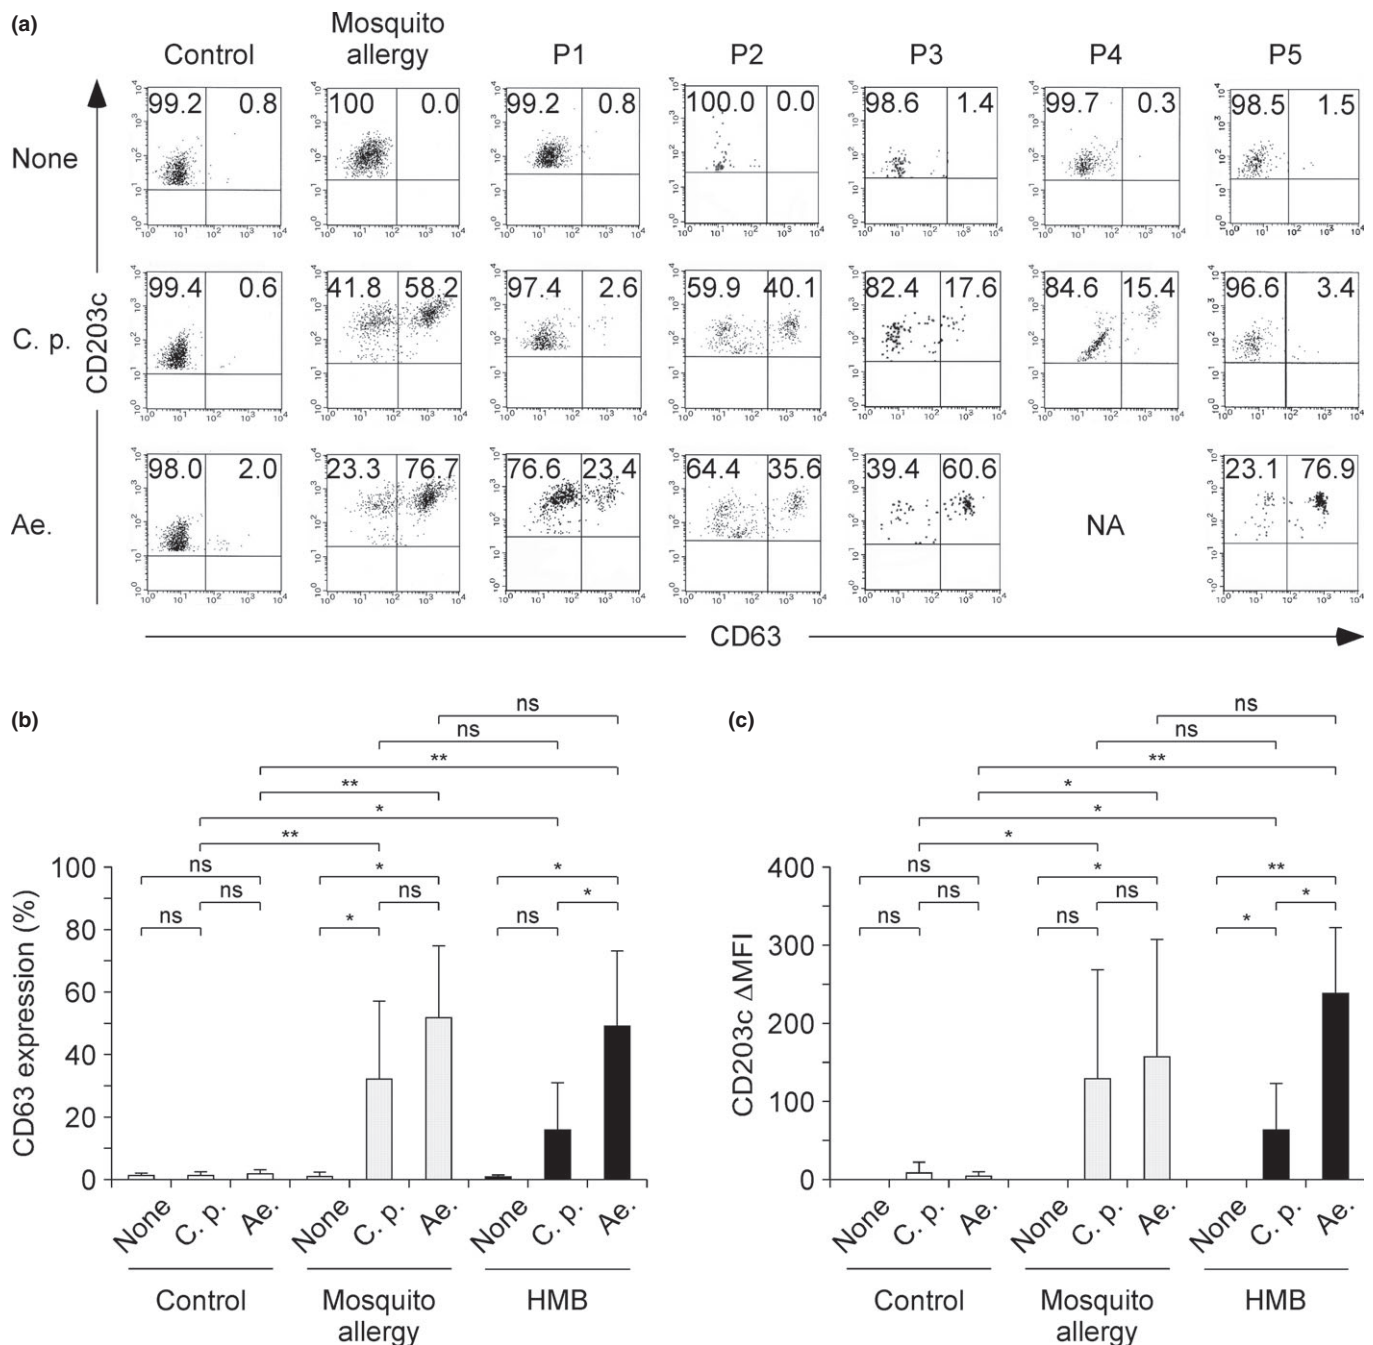 (a)
Control
Mosquito
allergy
P1
P2
P3
P4
P5
None
99.2 0.8
100 0.0
99.2 0.8
100.0 0.0
98.6 1.4
99.7 0.3
98.5 1.5
C. p.
99.4 0.6
41.8 58.2
97.4 2.6
59.9 40.1
82.4 17.6
84.6 15.4
96.6 3.4
Ae.
98.0 2.0
23.3 76.7
76.6 23.4
64.4 35.6
39.4 60.6
NA
23.1 76.9
CD203c
CD63
(b)
ns
ns
**
**
*
**
ns * *
ns ns *
ns * ns
CD63 expression (%)
100
80
60
40
20
0
None C. p. Ae. None C. p. Ae. None C. p. Ae.
Control
Mosquito
allergy
HMB
(c)
ns
ns
**
*
*
*
ns * **
ns ns *
ns ns *
CD203c ΔMFI
400
300
200
100
0
None C. p. Ae. None C. p. Ae. None C. p. Ae.
Control
Mosquito
allergy
HMB